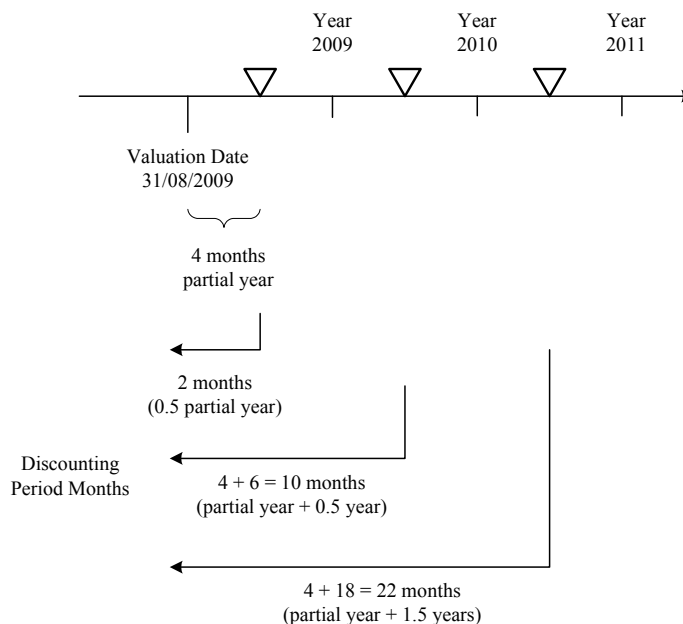 Year
2009
Year
2010
Year
2011
Valuation Date
31/08/2009
4 months
partial year
2 months
(0.5 partial year)
Discounting
Period Months
4 + 6 = 10 months
(partial year + 0.5 year)
4 + 18 = 22 months
(partial year + 1.5 years)